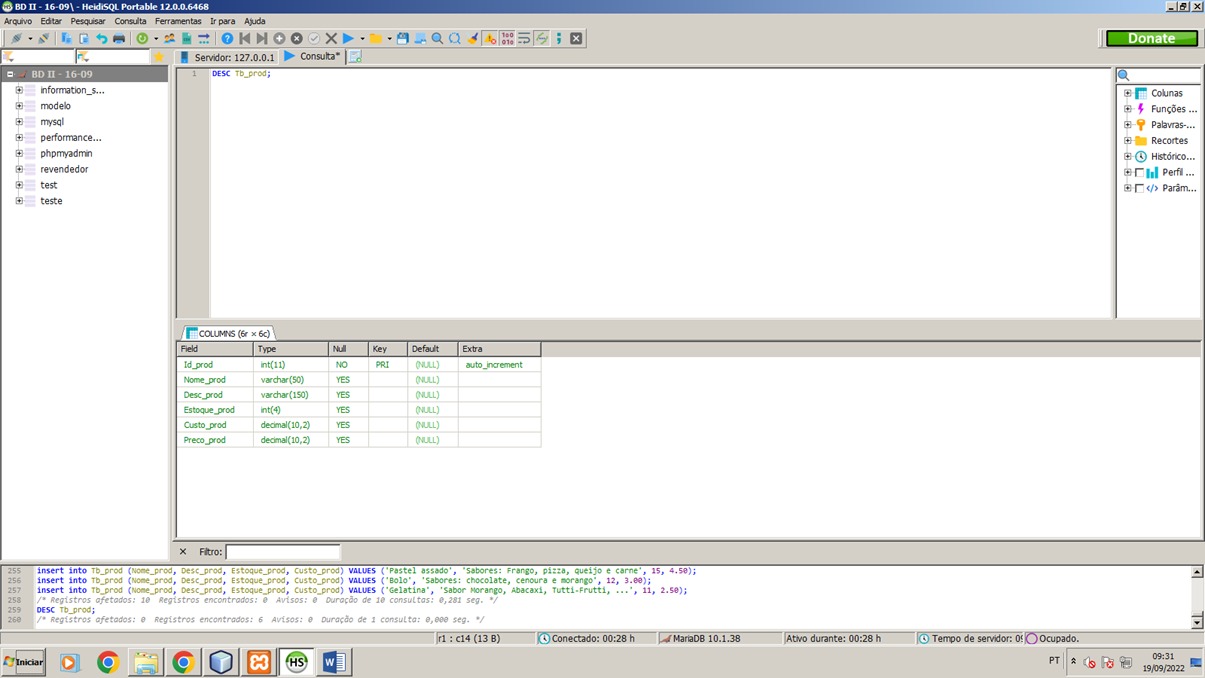 BD II - 16-09\ - HeidiSQL Portable 12.0.0.6468
Arquivo Editar Pesquisar Consulta Ferramentas Ir para Ajuda
Donate
Servidor: 127.0.0.1 Consulta*
BD II - 16-09
information_s...
modelo
mysql
performance...
phpmyadmin
revendedor
test
teste
1 DESC Tb_prod;
Colunas
Funções ...
Palavras-...
Recortes
Histórico...
Perfil ...
Parâm...
COLUMNS (6r × 6c)
Field Type Null Key Default Extra
Id_prod int(11) NO PRI (NULL) auto_increment
Nome_prod varchar(50) YES (NULL)
Desc_prod varchar(150) YES (NULL)
Estoque_prod int(4) YES (NULL)
Custo_prod decimal(10,2) YES (NULL)
Preco_prod decimal(10,2) YES (NULL)
Filtro:
255 insert into Tb_prod (Nome_prod, Desc_prod, Estoque_prod, Custo_prod) VALUES ('Pastel assado', 'Sabores: Frango, pizza, queijo e carne', 15, 4.50);
256 insert into Tb_prod (Nome_prod, Desc_prod, Estoque_prod, Custo_prod) VALUES ('Bolo', 'Sabores: chocolate, cenoura e morango', 12, 3.00);
257 insert into Tb_prod (Nome_prod, Desc_prod, Estoque_prod, Custo_prod) VALUES ('Gelatina', 'Sabor Morango, Abacaxi, Tutti-Frutti, ...', 11, 2.50);
258 /* Registros afetados: 10 Registros encontrados: 0 Avisos: 0 Duração de 10 consultas: 0,281 seg. */
259 DESC Tb_prod;
260 /* Registros afetados: 0 Registros encontrados: 6 Avisos: 0 Duração de 1 consulta: 0,000 seg. */
r1 : c14 (13 B) Conectado: 00:28 h MariaDB 10.1.38 Ativo durante: 00:28 h Tempo de servidor: 09 Ocupado.
Iniciar HS PT 09:31
19/09/2022